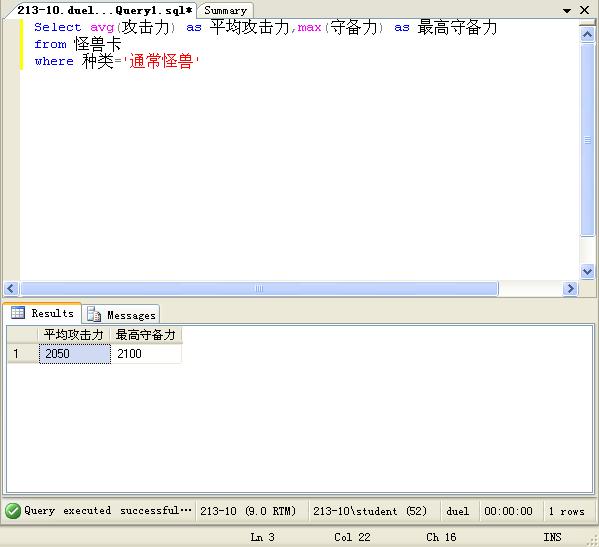 213-10.duel...Query1.sql* Summary
Select avg(攻击力) as 平均攻击力,max(守备力) as 最高守备力
from 怪兽卡
where 种类='通常怪兽'
Results Messages
平均攻击力 最高守备力
1 2050 2100
Query executed successful... 213-10 (9.0 RTM) 213-10\student (52) duel 00:00:00 1 rows
Ln 3 Col 22 Ch 16 INS